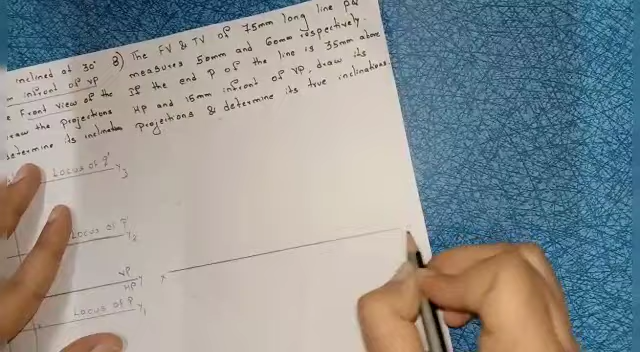 inclined at 30° 8) The FV & TV of 75mm long line PQ
infront of VP measures 50mm and 60mm respectively.
Front view of the If the end P of the line is 35mm above
draw the projections HP and 15mm infront of VP, draw its
determine its inclination projections & determine its true inclinations.
Locus of q' Y3
Locus of q' Y2
VP
HP Y
Locus of P Y1
X